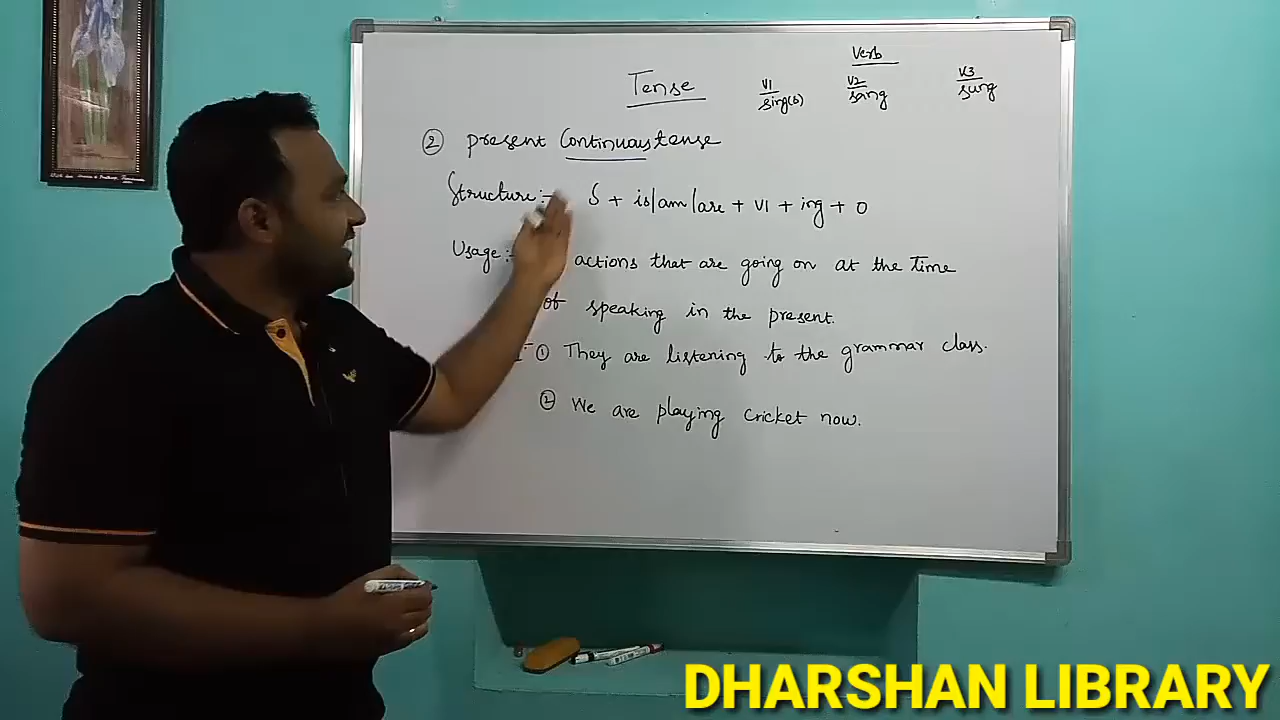 Verb
Tense
V1 V2 V3
sing(s) sang sung
② present Continuous tense
Structure :- S + is/am/are + V1 + ing + O
Usage :- actions that are going on at the time
of speaking in the present.
① They are listening to the grammar class.
② We are playing cricket now.
DHARSHAN LIBRARY